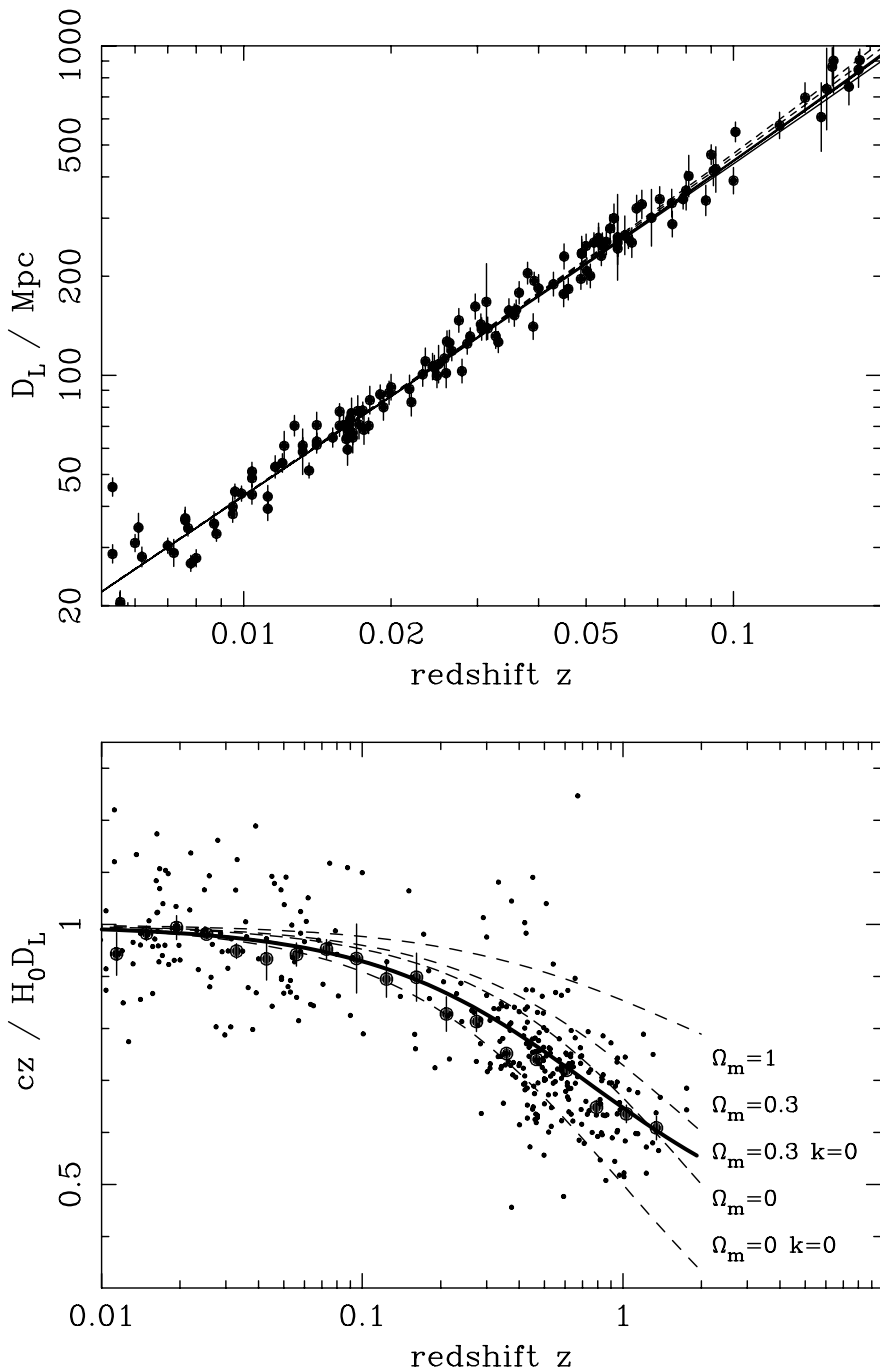 1000
500
200
100
50
20
D_L / Mpc
0.01 0.02 0.05 0.1
redshift z
1
0.5
cz / H_0D_L
Ω_m=1
Ω_m=0.3
Ω_m=0.3 k=0
Ω_m=0
Ω_m=0 k=0
0.01 0.1 1
redshift z